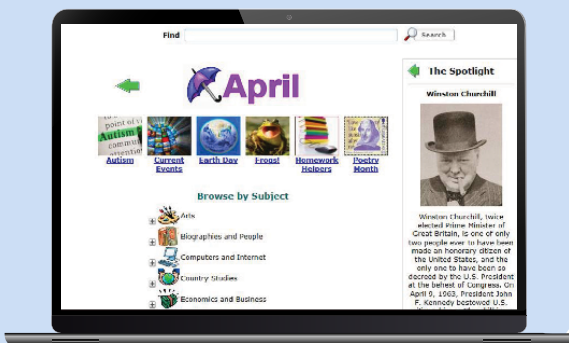 Find
Search
April
Autism
Current
Events
Earth Day
Frogs!
Homework
Helpers
Poetry
Month
Browse by Subject
Arts
Biographies and People
Computers and Internet
Country Studies
Economics and Business
The Spotlight
Winston Churchill
Winston Churchill, twice
elected Prime Minister of
Great Britain, is one of only
two people ever to have been
made an honorary citizen of
the United States, and the
only one to have been so
decreed by the U.S. President
at the behest of Congress. On
April 9, 1963, President John
F. Kennedy bestowed U.S.